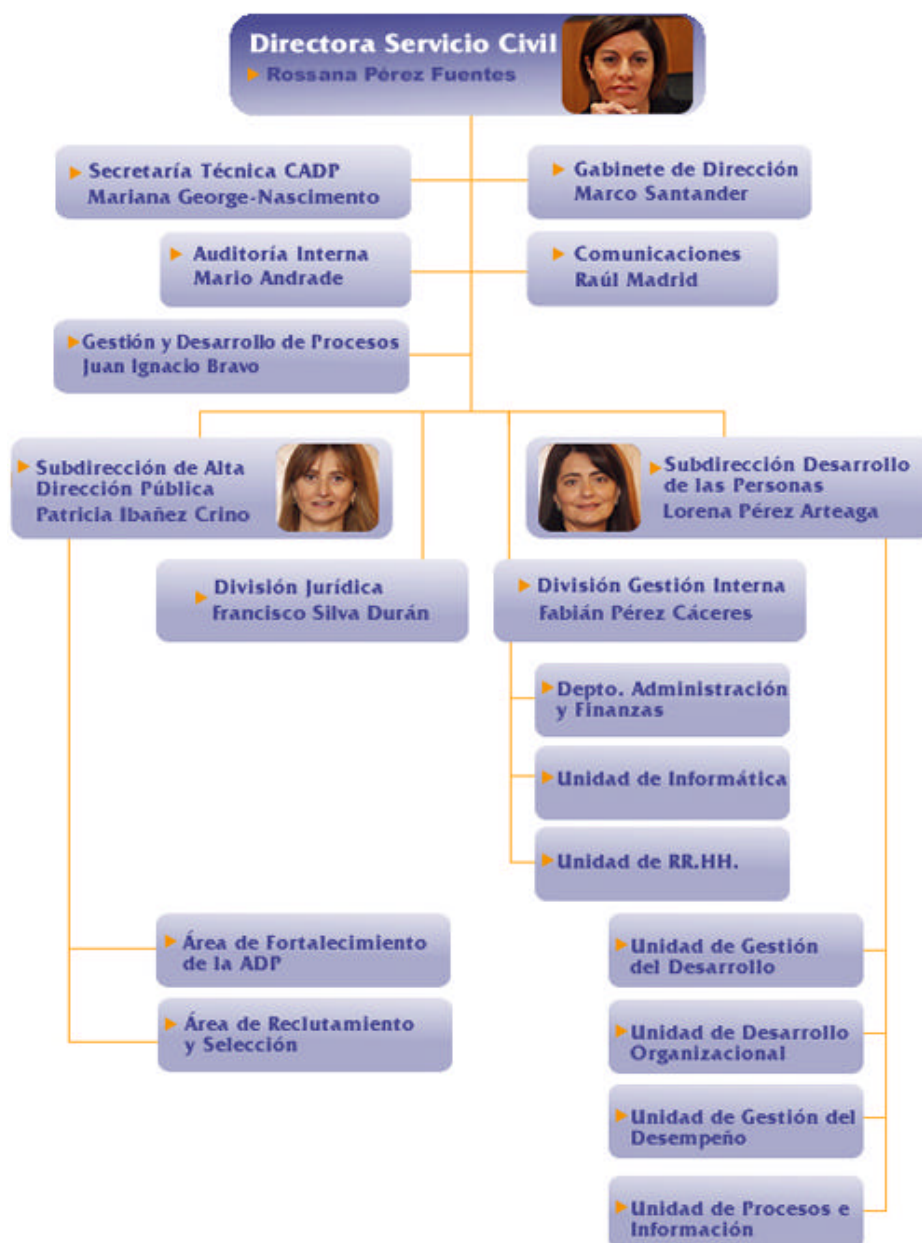 Directora Servicio Civil
Rossana Pérez Fuentes
Secretaría Técnica CADP
Mariana George-Nascimento
Gabinete de Dirección
Marco Santander
Auditoría Interna
Mario Andrade
Comunicaciones
Raúl Madrid
Gestión y Desarrollo de Procesos
Juan Ignacio Bravo
Subdirección de Alta
Dirección Pública
Patricia Ibañez Crino
Subdirección Desarrollo
de las Personas
Lorena Pérez Arteaga
División Jurídica
Francisco Silva Durán
División Gestión Interna
Fabián Pérez Cáceres
Depto. Administración
y Finanzas
Unidad de Informática
Unidad de RR.HH.
Área de Fortalecimiento
de la ADP
Área de Reclutamiento
y Selección
Unidad de Gestión
del Desarrollo
Unidad de Desarrollo
Organizacional
Unidad de Gestión del
Desempeño
Unidad de Procesos e
Información